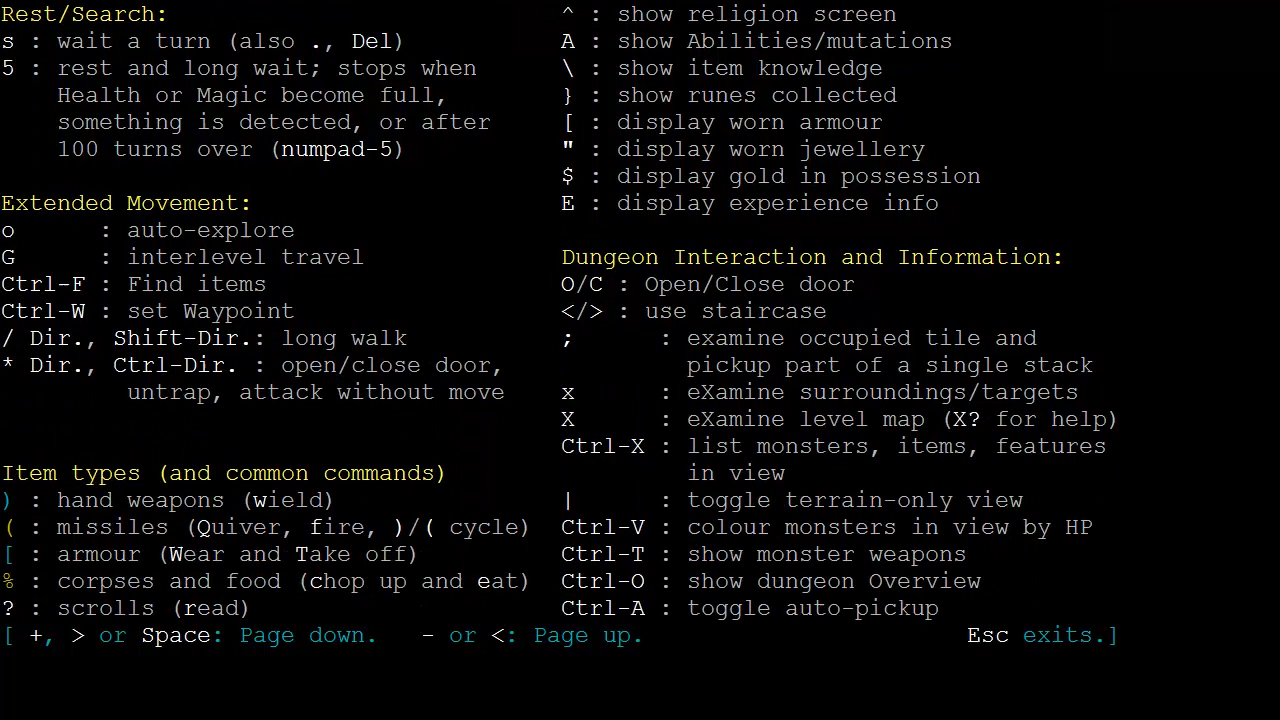 Rest/Search:
s : wait a turn (also ., Del)
5 : rest and long wait; stops when
Health or Magic become full,
something is detected, or after
100 turns over (numpad-5)
Extended Movement:
o : auto-explore
G : interlevel travel
Ctrl-F : Find items
Ctrl-W : set Waypoint
/ Dir., Shift-Dir.: long walk
* Dir., Ctrl-Dir. : open/close door,
untrap, attack without move
Item types (and common commands)
) : hand weapons (wield)
( : missiles (Quiver, fire, )/( cycle)
[ : armour (Wear and Take off)
% : corpses and food (chop up and eat)
? : scrolls (read)
^ : show religion screen
A : show Abilities/mutations
\ : show item knowledge
} : show runes collected
[ : display worn armour
" : display worn jewellery
$ : display gold in possession
E : display experience info
Dungeon Interaction and Information:
O/C : Open/Close door
</> : use staircase
; : examine occupied tile and
pickup part of a single stack
x : eXamine surroundings/targets
X : eXamine level map (X? for help)
Ctrl-X : list monsters, items, features
in view
| : toggle terrain-only view
Ctrl-V : colour monsters in view by HP
Ctrl-T : show monster weapons
Ctrl-O : show dungeon Overview
Ctrl-A : toggle auto-pickup
[ +, > or Space: Page down. - or <: Page up. Esc exits.]